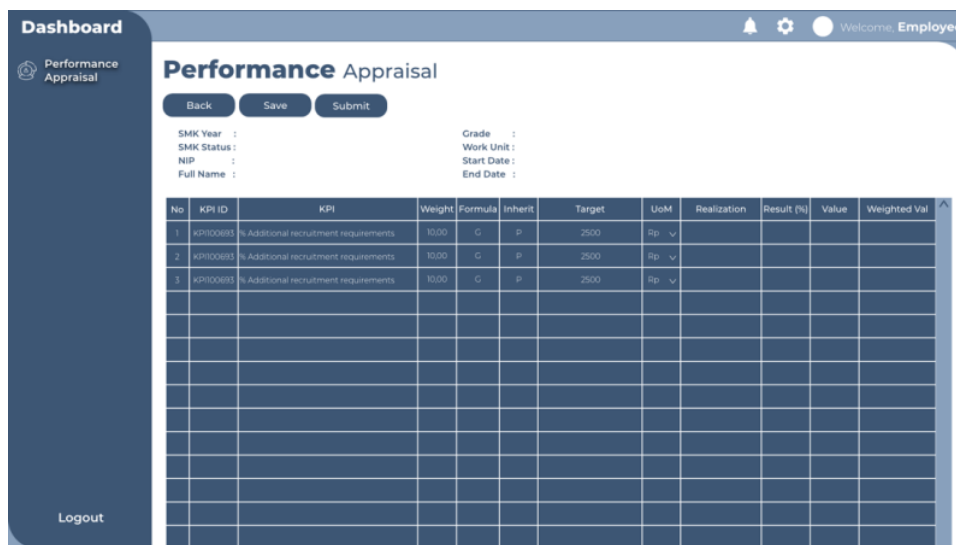 Dashboard
Welcome, Employe
Performance
Appraisal
Performance Appraisal
Back Save Submit
SMK Year : Grade :
SMK Status : Work Unit :
NIP : Start Date :
Full Name : End Date :
No KPI ID KPI Weight Formula Inherit Target UoM Realization Result (%) Value Weighted Val
1 KPI100693 % Additional recruitment requirements 10,00 G P 2500 Rp
2 KPI100693 % Additional recruitment requirements 10,00 G P 2500 Rp
3 KPI100693 % Additional recruitment requirements 10,00 G P 2500 Rp
Logout